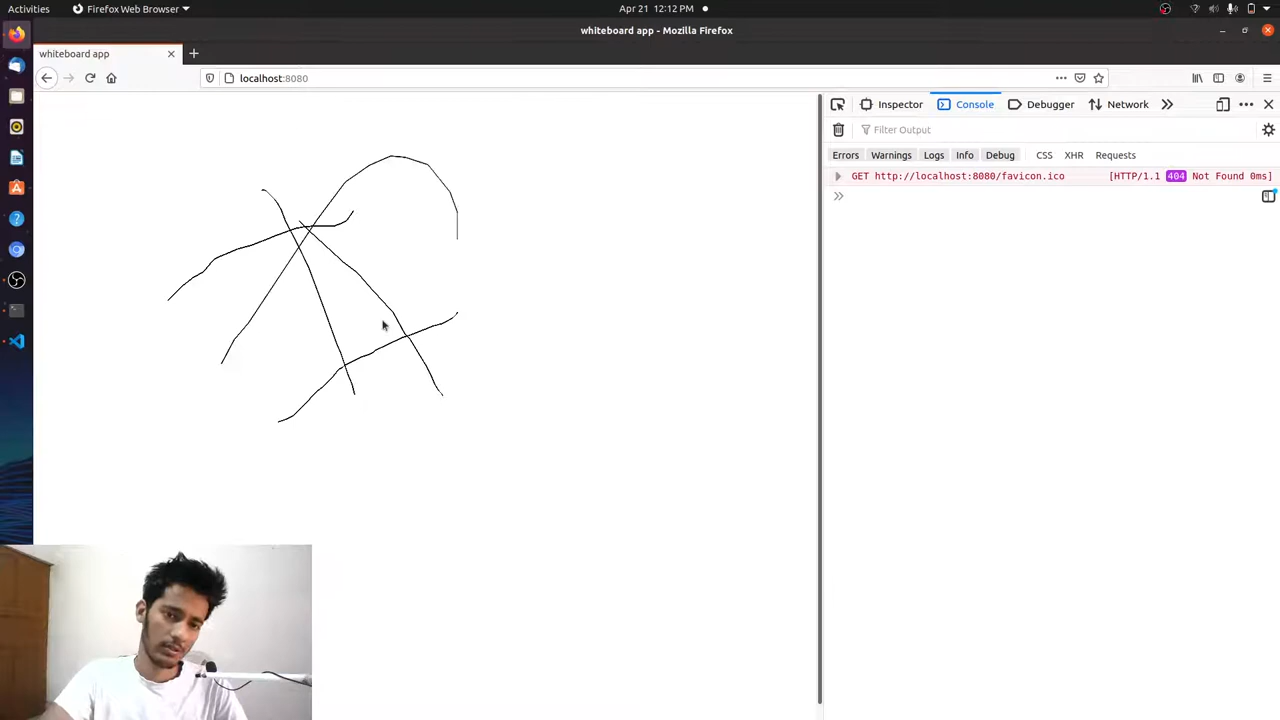 Activities Firefox Web Browser Apr 21 12:12 PM
whiteboard app - Mozilla Firefox
whiteboard app
localhost:8080
Inspector Console Debugger Network
Filter Output
Errors Warnings Logs Info Debug CSS XHR Requests
GET http://localhost:8080/favicon.ico [HTTP/1.1 404 Not Found 0ms]